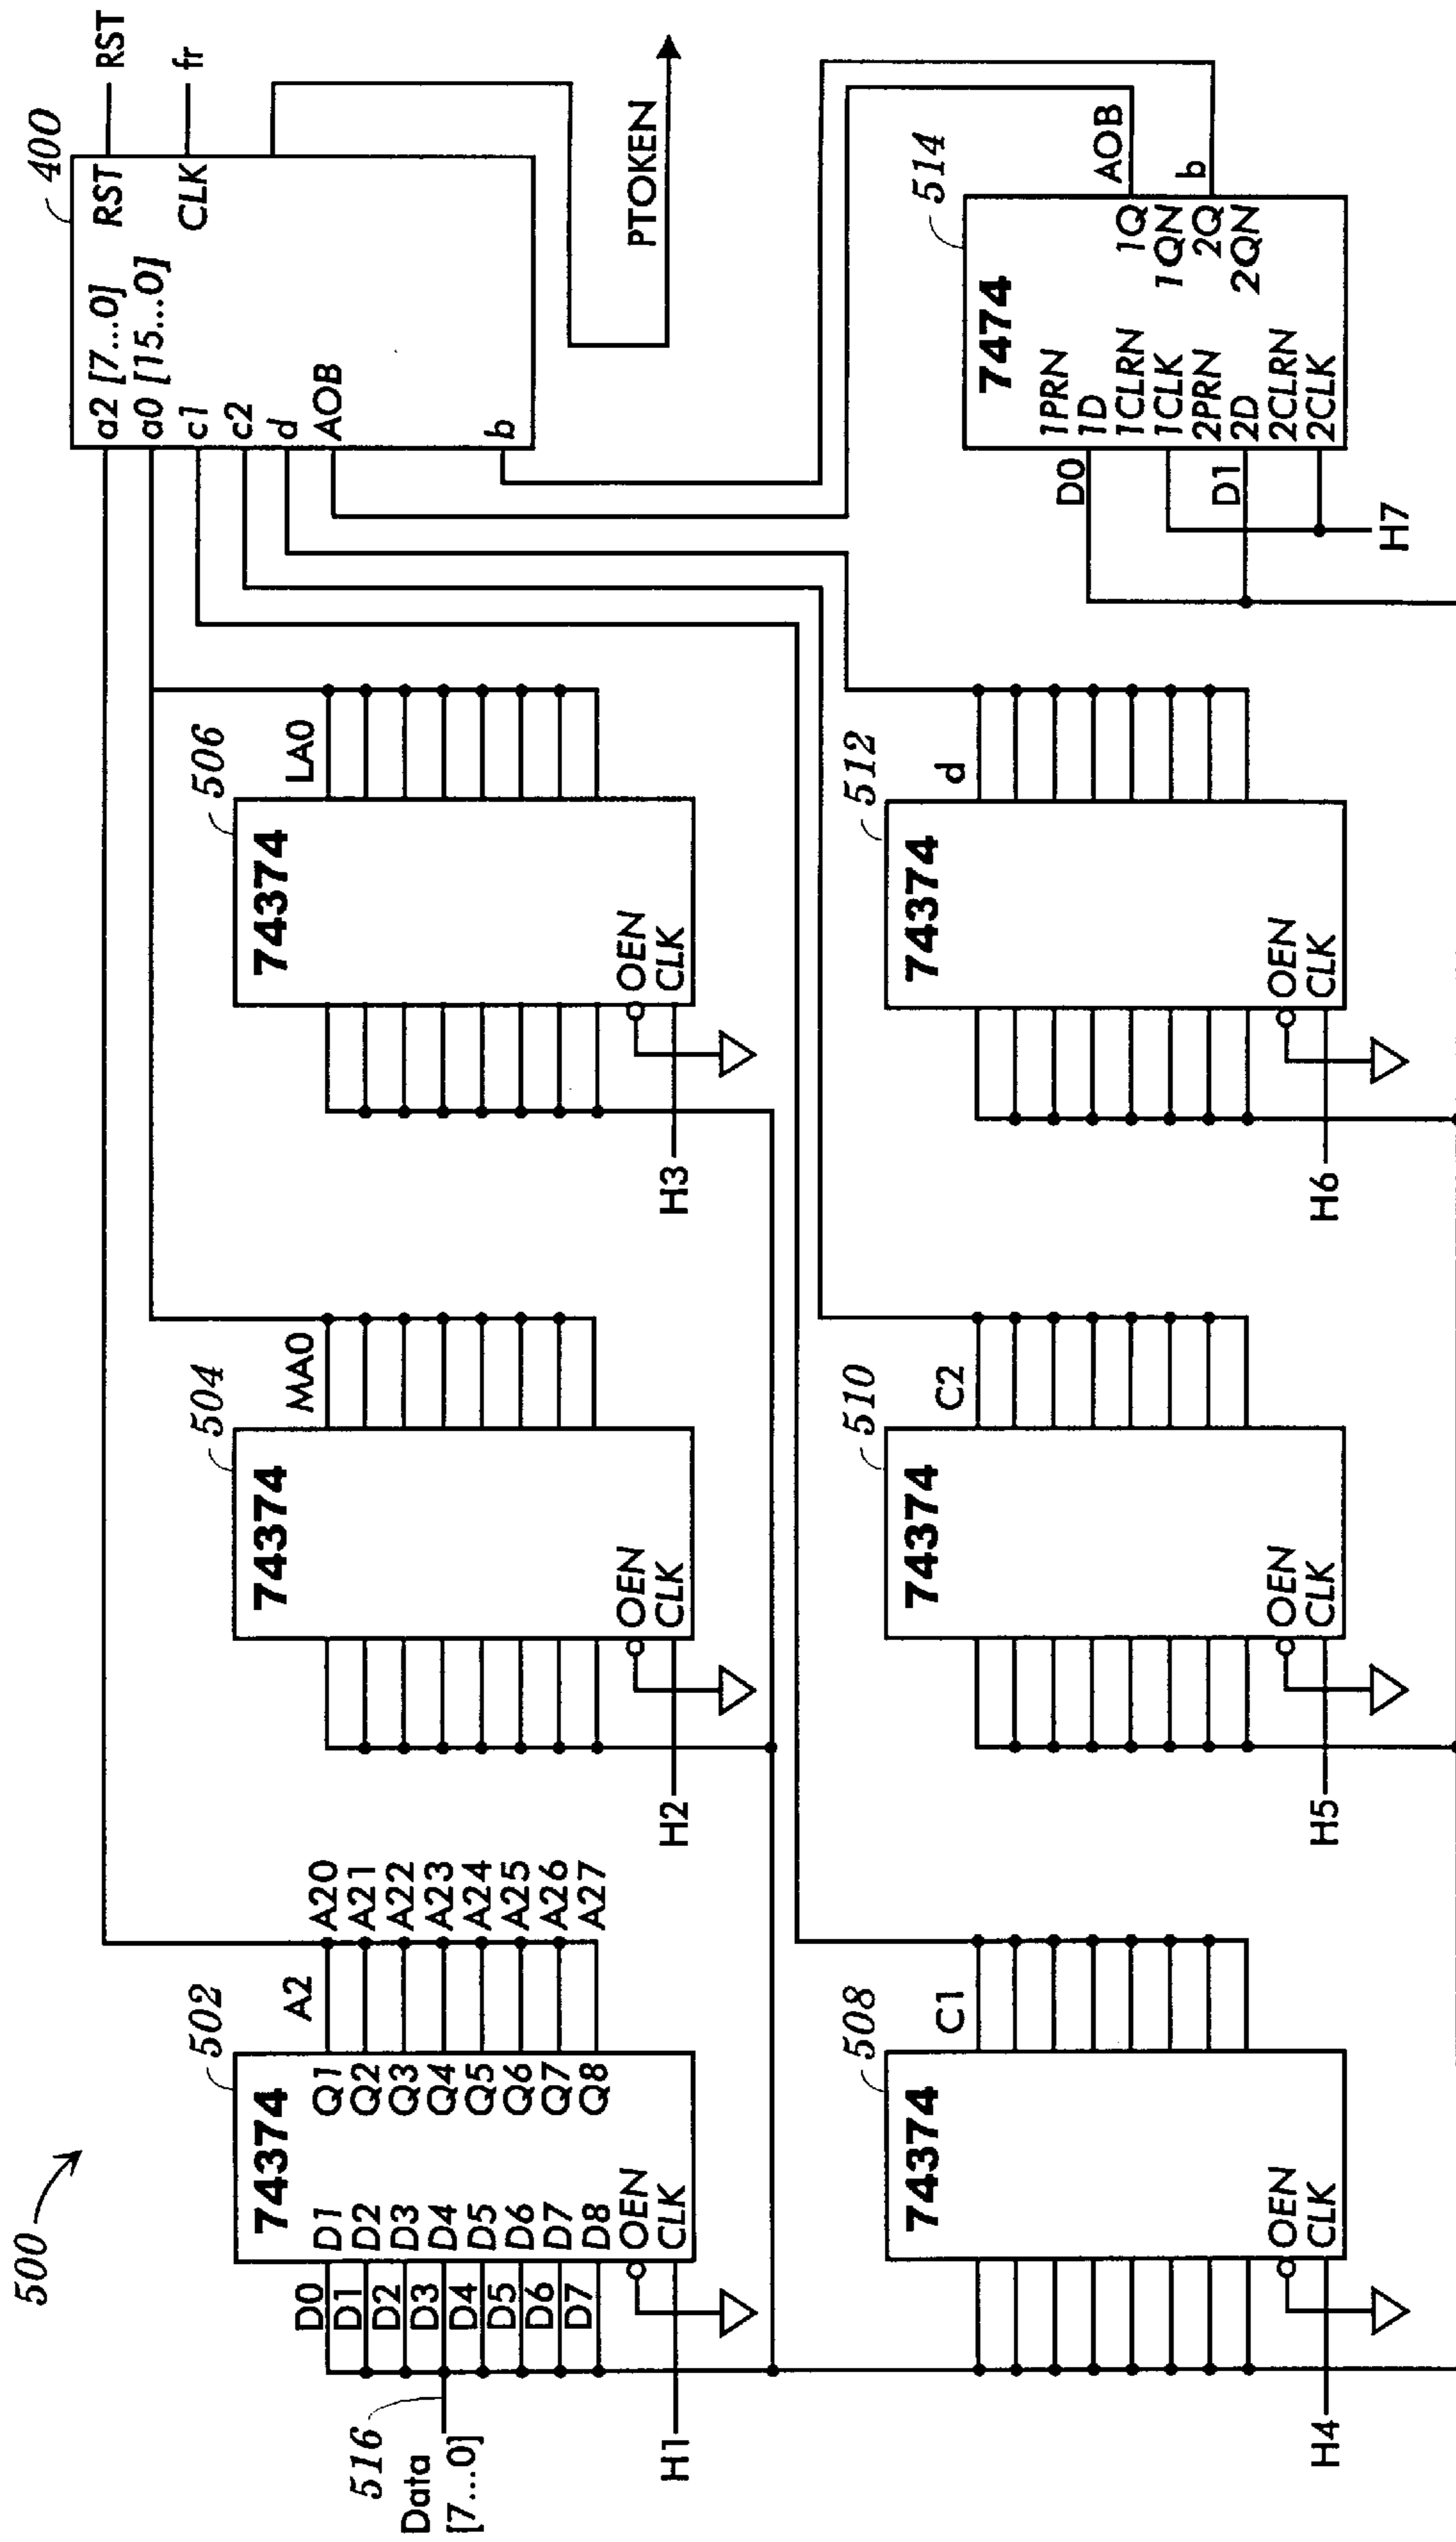 500
502
74374
D1 Q1
D2 Q2
D3 Q3
D4 Q4
D5 Q5
D6 Q6
D7 Q7
D8 Q8
OEN
CLK
D0
D1
D2
D3
D4
D5
D6
D7
516
Data
[7...0]
H1
A2
A20
A21
A22
A23
A24
A25
A26
A27
504
74374
OEN
CLK
H2
MA0
506
74374
OEN
CLK
H3
LA0
400
a2 [7...0] RST
a0 [15...0]
c1 CLK
c2
d
AOB
b
RST
fr
PTOKEN
508
74374
OEN
CLK
H4
C1
510
74374
OEN
CLK
H5
C2
512
74374
OEN
CLK
H6
d
514
7474
1PRN
1D 1Q
1CLRN 1QN
1CLK 2Q
2PRN 2QN
2D
2CLRN
2CLK
D0
D1
H7
AOB
b